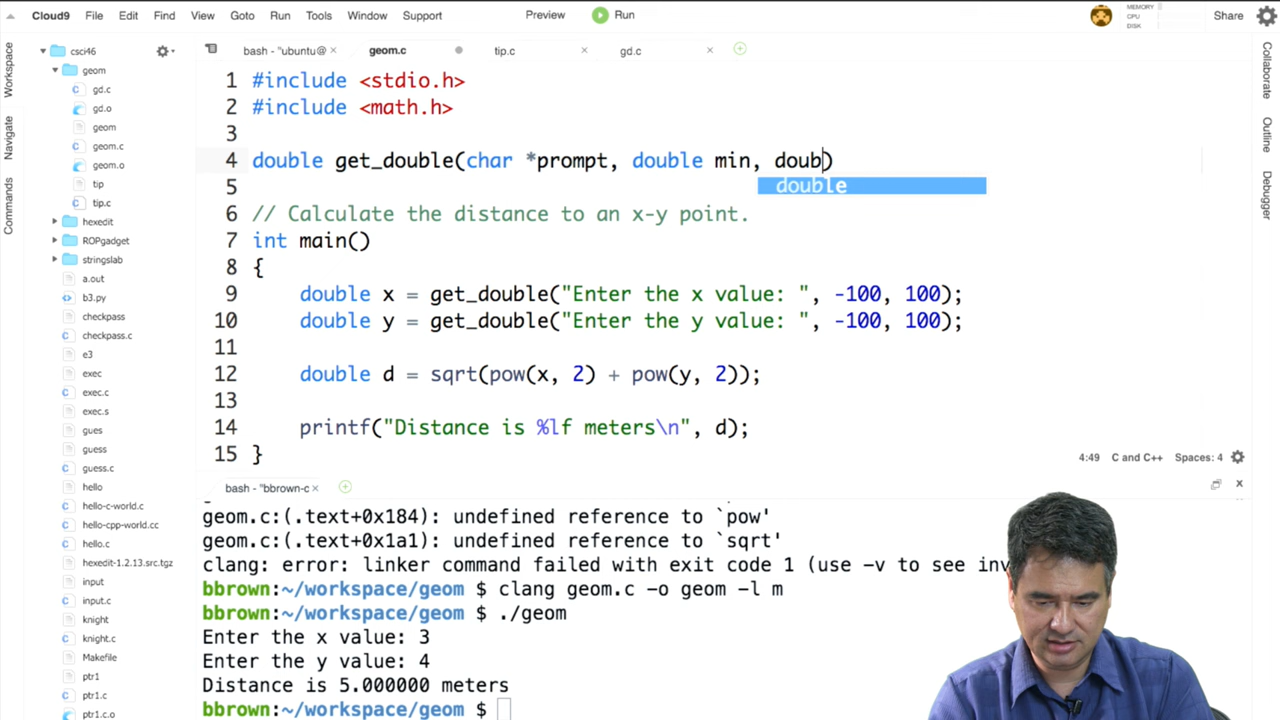 Cloud9 File Edit Find View Goto Run Tools Window Support Preview Run MEMORY CPU DISK Share
Workspace
Navigate
Commands
csci46
geom
gd.c
gd.o
geom
geom.c
geom.o
tip
tip.c
hexedit
ROPgadget
stringslab
a.out
b3.py
checkpass
checkpass.c
e3
exec
exec.c
exec.s
gues
guess
guess.c
hello
hello-c-world.c
hello-cpp-world.cc
hello.c
hexedit-1.2.13.src.tgz
input
input.c
knight
knight.c
Makefile
ptr1
ptr1.c
ptr1.c.o
bash - "ubuntu@ × geom.c tip.c × gd.c ×
1 #include <stdio.h>
2 #include <math.h>
3
4 double get_double(char *prompt, double min, doub)
double
5
6 // Calculate the distance to an x-y point.
7 int main()
8 {
9 double x = get_double("Enter the x value: ", -100, 100);
10 double y = get_double("Enter the y value: ", -100, 100);
11
12 double d = sqrt(pow(x, 2) + pow(y, 2));
13
14 printf("Distance is %lf meters\n", d);
15 }
4:49 C and C++ Spaces: 4
bash - "bbrown-c ×
geom.c:(.text+0x184): undefined reference to `pow'
geom.c:(.text+0x1a1): undefined reference to `sqrt'
clang: error: linker command failed with exit code 1 (use -v to see inv
bbrown:~/workspace/geom $ clang geom.c -o geom -l m
bbrown:~/workspace/geom $ ./geom
Enter the x value: 3
Enter the y value: 4
Distance is 5.000000 meters
bbrown:~/workspace/geom $
Collaborate
Outline
Debugger